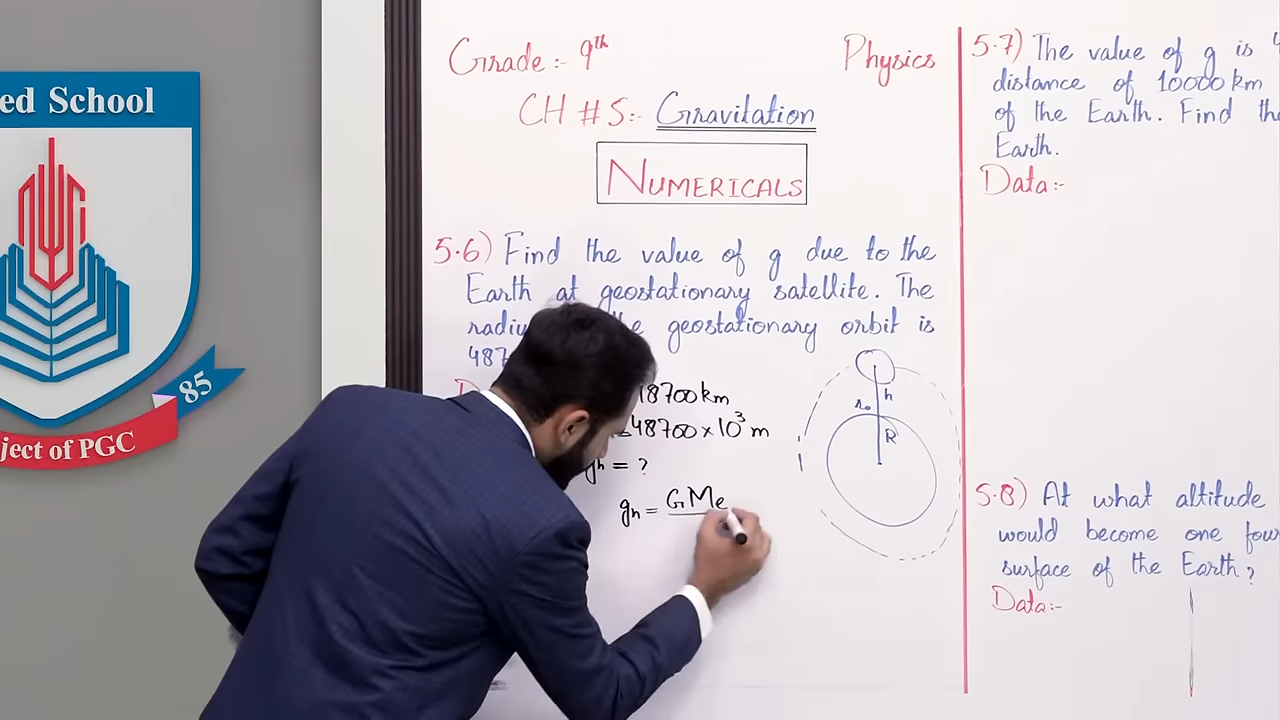 ed School
85
ject of PGC
Grade:- 9th
Physics
CH # 5:- Gravitation
NUMERICALS
5.6) Find the value of g due to the
Earth at geostationary satellite. The
the geostationary orbit is
48700 km
= 48700 × 10³ m
gh = ?
gh = GMe
h
r₀
R
5.7) The value of g is
distance of 10000 km
of the Earth. Find
Earth.
Data:-
5.8) At what altitude
would become one
surface of the Earth?
Data:-